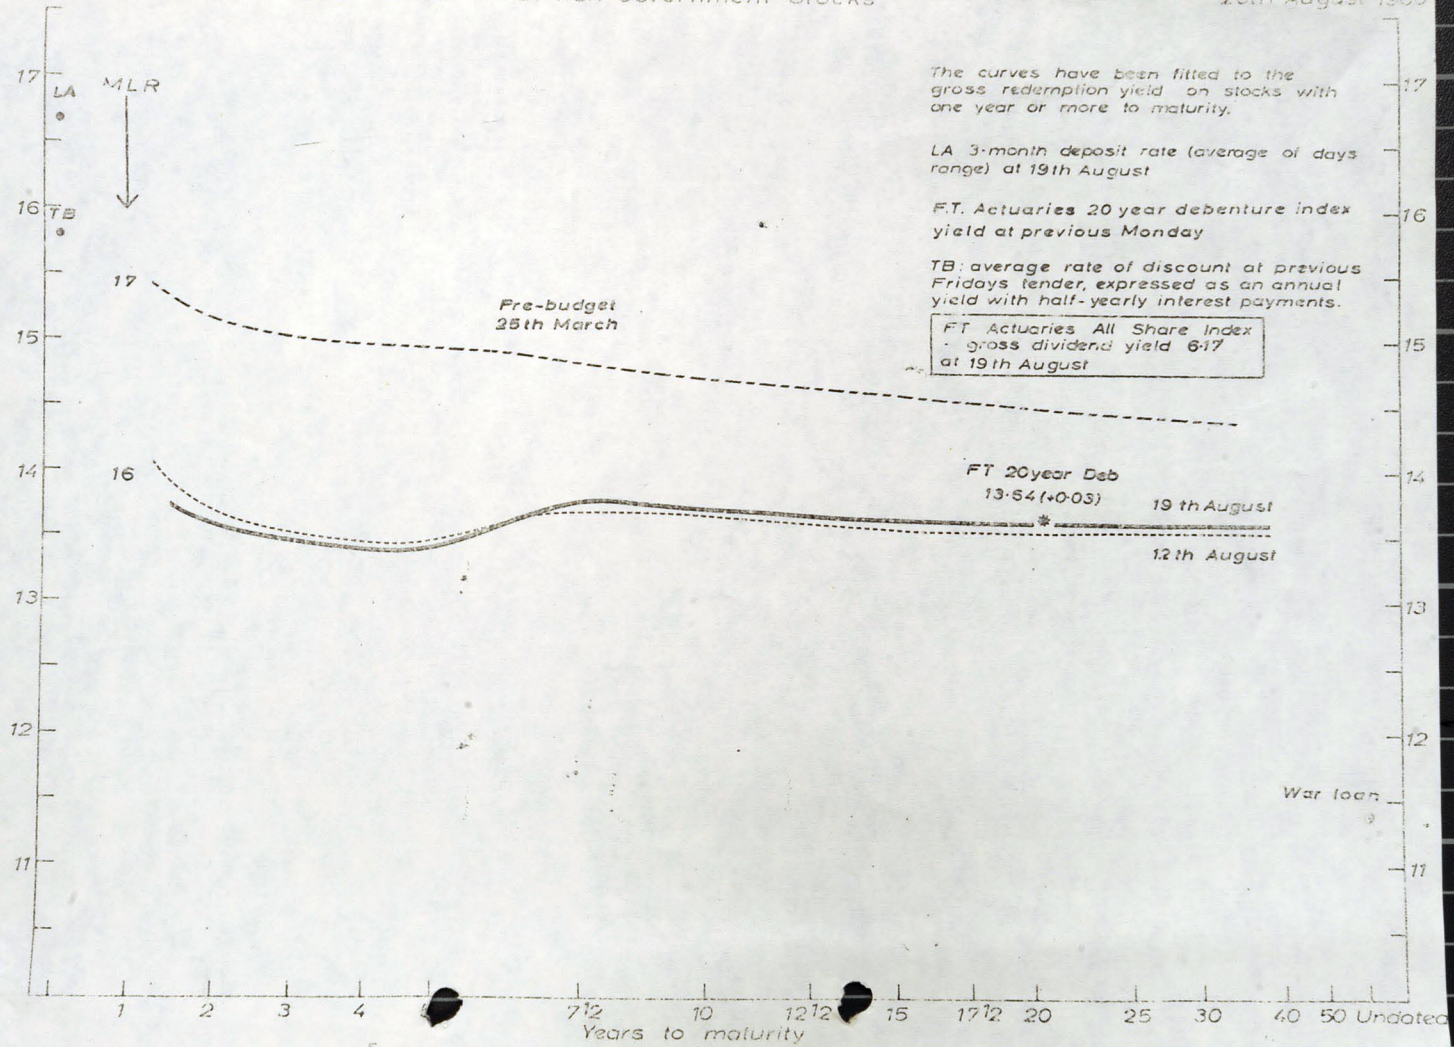 Government Stocks
The curves have been fitted to the
gross redemption yield on stocks with
one year or more to maturity.
LA 3-month deposit rate (average of days
range) at 19th August
F.T. Actuaries 20 year debenture index
yield at previous Monday
TB: average rate of discount at previous
Fridays tender, expressed as an annual
yield with half-yearly interest payments.
FT Actuaries All Share Index
- gross dividend yield 6·17
at 19th August
17
LA
MLR
17
16
TB
16
17
Pre-budget
25th March
15
15
14
16
FT 20year Deb
13·64(+0·03)
19th August
14
12th August
13
13
12
12
War loan
11
11
1 2 3 4 7½ 10 12½ 15 17½ 20 25 30 40 50 Undated
Years to maturity